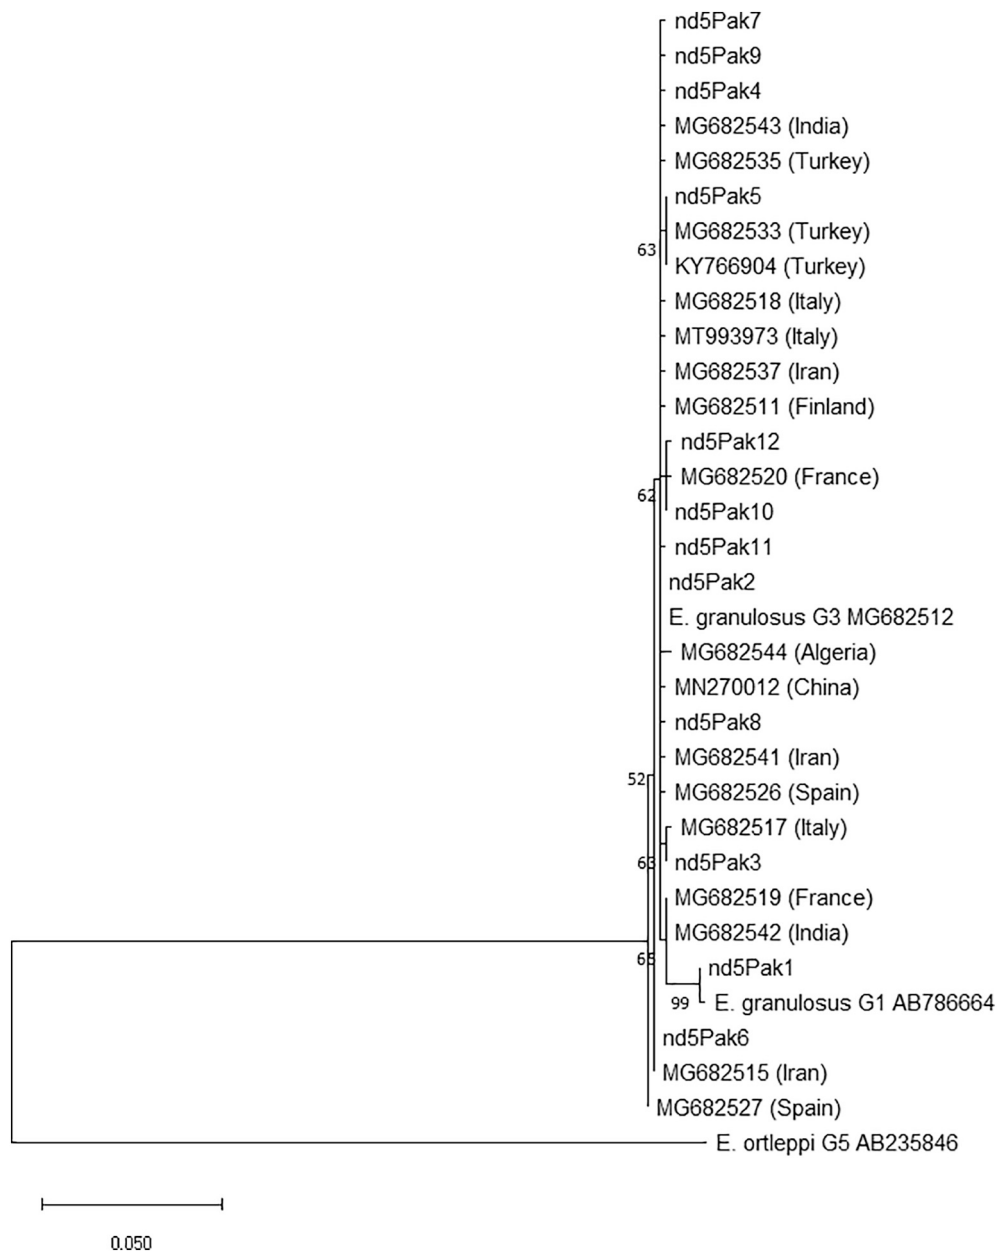 nd5Pak7
nd5Pak9
nd5Pak4
MG682543 (India)
MG682535 (Turkey)
nd5Pak5
MG682533 (Turkey)
63
KY766904 (Turkey)
MG682518 (Italy)
MT993973 (Italy)
MG682537 (Iran)
MG682511 (Finland)
nd5Pak12
MG682520 (France)
62
nd5Pak10
nd5Pak11
nd5Pak2
E. granulosus G3 MG682512
MG682544 (Algeria)
MN270012 (China)
nd5Pak8
MG682541 (Iran)
52
MG682526 (Spain)
MG682517 (Italy)
63
nd5Pak3
MG682519 (France)
MG682542 (India)
65
nd5Pak1
99
E. granulosus G1 AB786664
nd5Pak6
MG682515 (Iran)
MG682527 (Spain)
E. ortleppi G5 AB235846
0.050